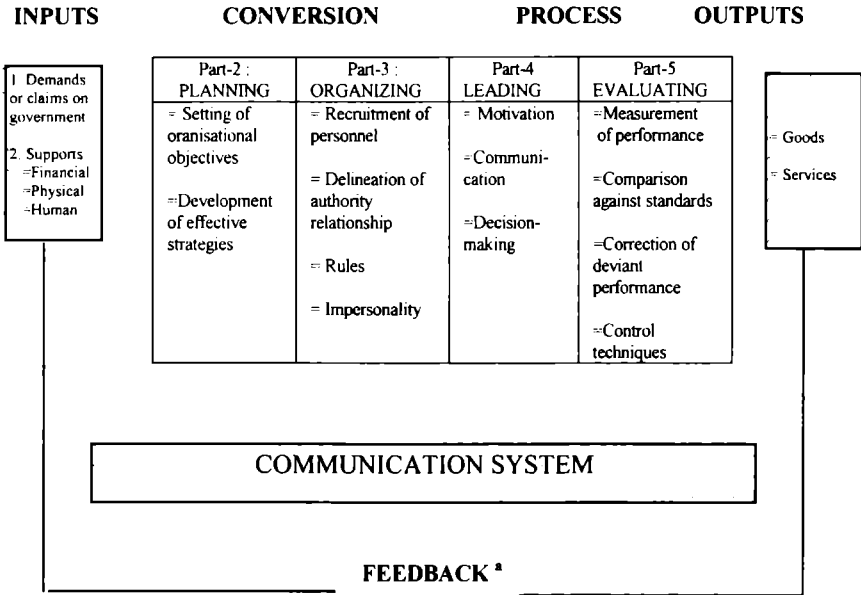 INPUTS CONVERSION PROCESS OUTPUTS
1 Demands
or claims on
government
2. Supports
=Financial
=Physical
=Human
Part-2 :
PLANNING
= Setting of
oranisational
objectives
=Development
of effective
strategies
Part-3 :
ORGANIZING
= Recruitment of
personnel
= Delineation of
authority
relationship
= Rules
= Impersonality
Part-4
LEADING
= Motivation
=Communi-
cation
=Decision-
making
Part-5
EVALUATING
=Measurement
of performance
=Comparison
against standards
=Correction of
deviant
performance
=Control
techniques
= Goods
= Services
COMMUNICATION SYSTEM
FEEDBACK a